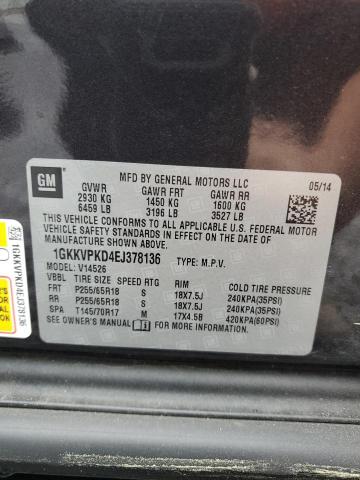 GM
MFD BY GENERAL MOTORS LLC
05/14
GVWR GAWR FRT GAWR RR
2930 KG 1450 KG 1600 KG
6459 LB 3196 LB 3527 LB
THIS VEHICLE CONFORMS TO ALL APPLICABLE U.S. FEDERAL MOTOR
VEHICLE SAFETY
THEFT PREVENTION STANDARDS IN EFFECT ON THE DATE OF
MANUFACTURE SHOWN ABOVE.
1GKKVPKD4EJ378136 TYPE: M.P.V.
MODEL: V14526
VBBL TIRE SIZE SPEED RTG RIM COLD TIRE PRESSURE
FRT P255/65R18 S 18X7.5J 240KPA(35PSI)
RR P255/65R18 S 18X7.5J 240KPA(35PSI)
SPA T145/70R17 M 17X4.5B 420KPA(60PSI)
SEE OWNER'S MANUAL FOR MORE INFORMATION.
1GKKVPKD4EJ378136